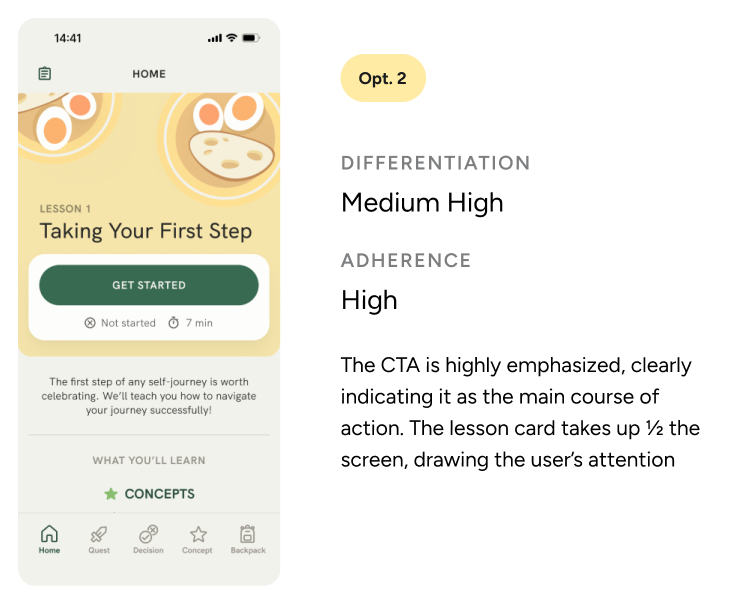 14:41
HOME
LESSON 1
Taking Your First Step
GET STARTED
Not started 7 min
The first step of any self-journey is worth
celebrating. We'll teach you how to navigate
your journey successfully!
WHAT YOU'LL LEARN
CONCEPTS
Home Quest Decision Concept Backpack
Opt. 2
DIFFERENTIATION
Medium High
ADHERENCE
High
The CTA is highly emphasized, clearly
indicating it as the main course of
action. The lesson card takes up ½ the
screen, drawing the user’s attention